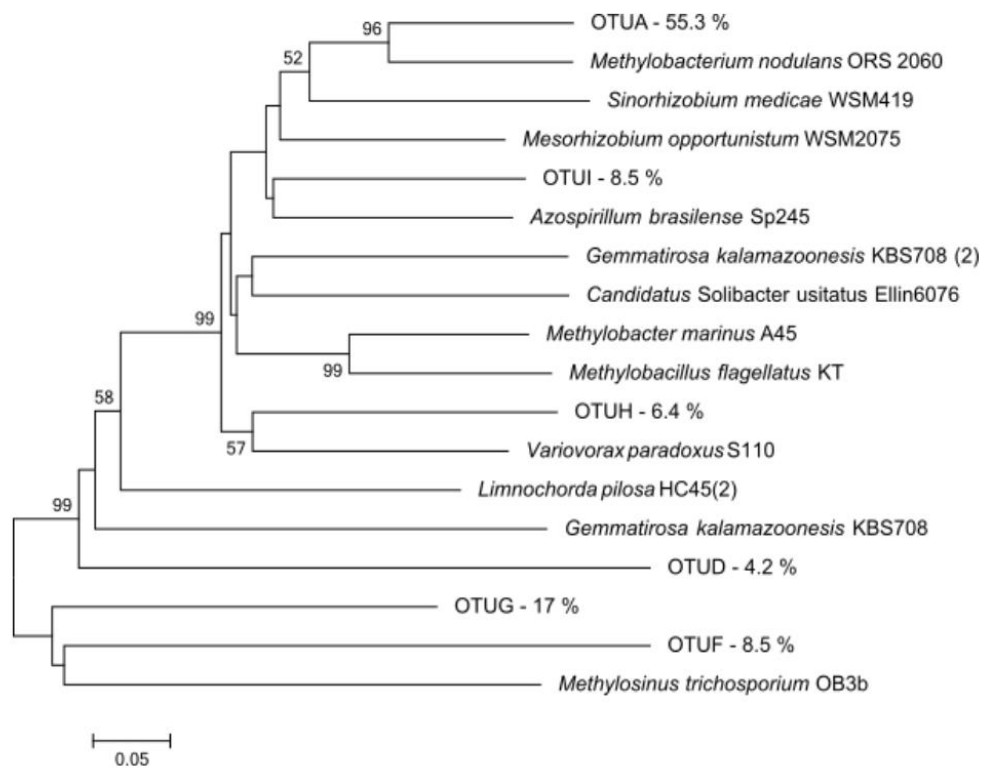 OTUA - 55.3 %
96
Methylobacterium nodulans ORS 2060
52
Sinorhizobium medicae WSM419
Mesorhizobium opportunistum WSM2075
OTUI - 8.5 %
Azospirillum brasilense Sp245
Gemmatirosa kalamazoonesis KBS708 (2)
Candidatus Solibacter usitatus Ellin6076
99
Methylobacter marinus A45
99
Methylobacillus flagellatus KT
58
OTUH - 6.4 %
57
Variovorax paradoxus S110
Limnochorda pilosa HC45(2)
99
Gemmatirosa kalamazoonesis KBS708
OTUD - 4.2 %
OTUG - 17 %
OTUF - 8.5 %
Methylosinus trichosporium OB3b
0.05